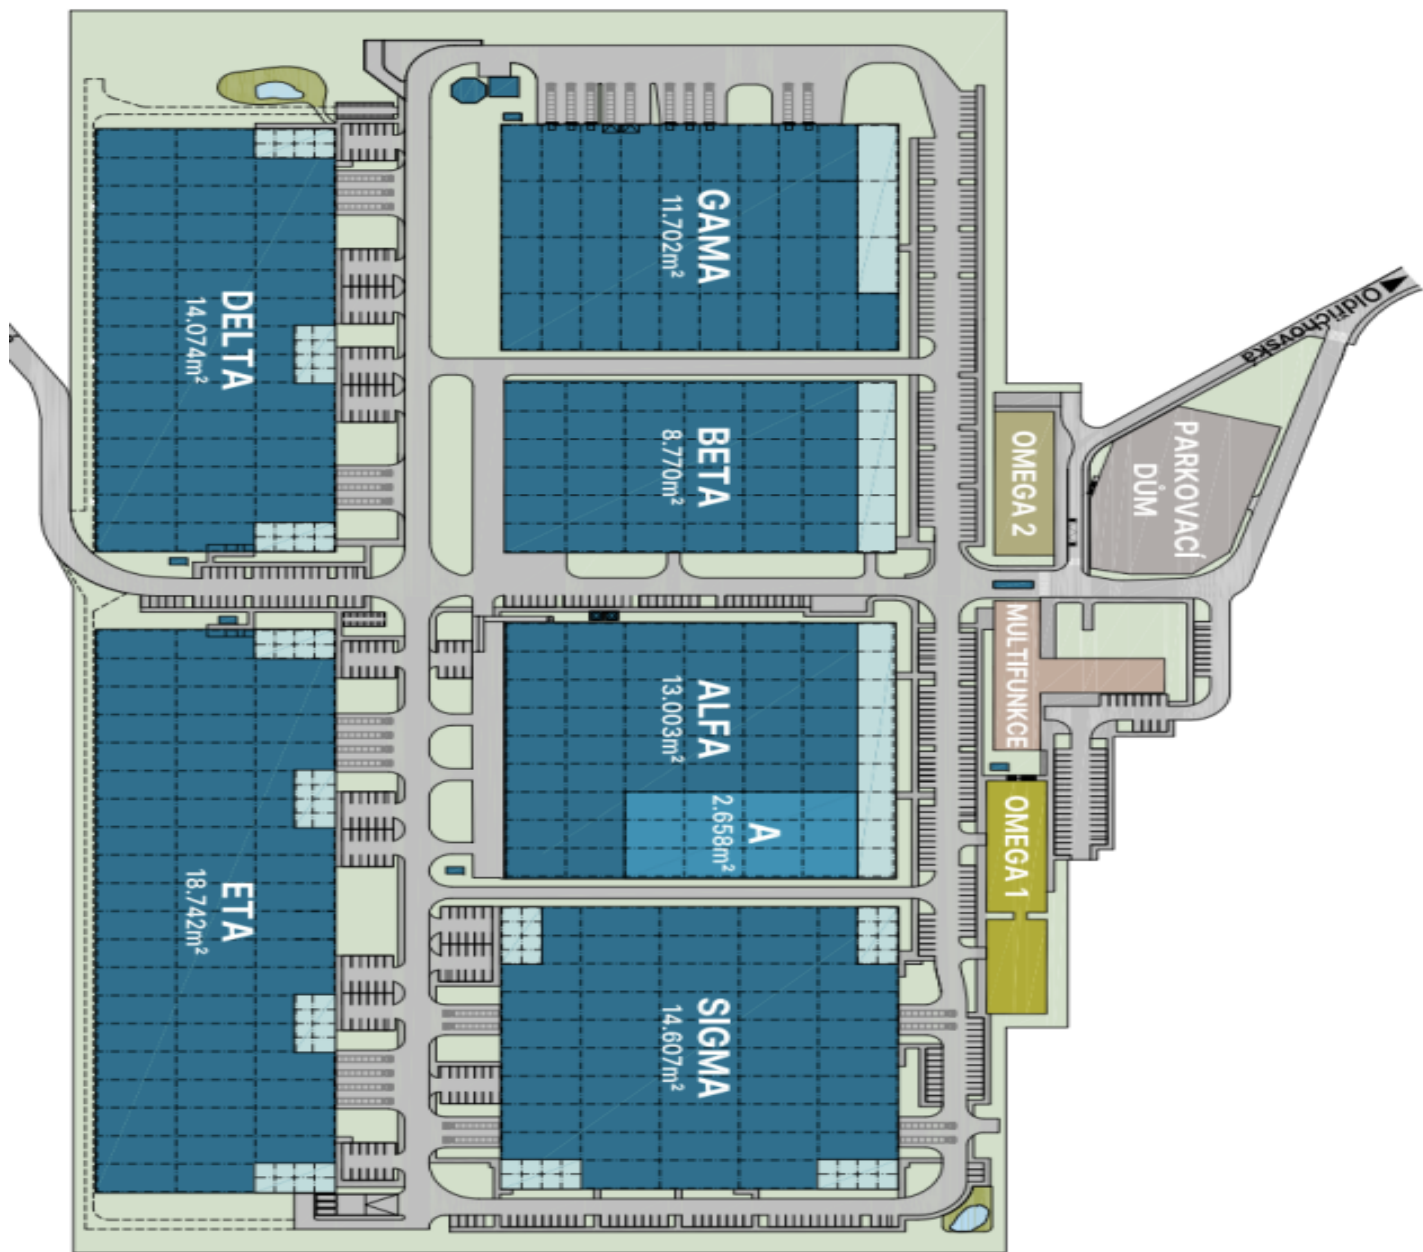 GAMA
11.702m²
DELTA
14.074m²
BETA
8.770m²
Oldřichovská
PARKOVACÍ
DŮM
OMEGA 2
MULTIFUNKCE
ALFA
13.003m²
A
2.658m²
OMEGA 1
ETA
18.742m²
SIGMA
14.607m²